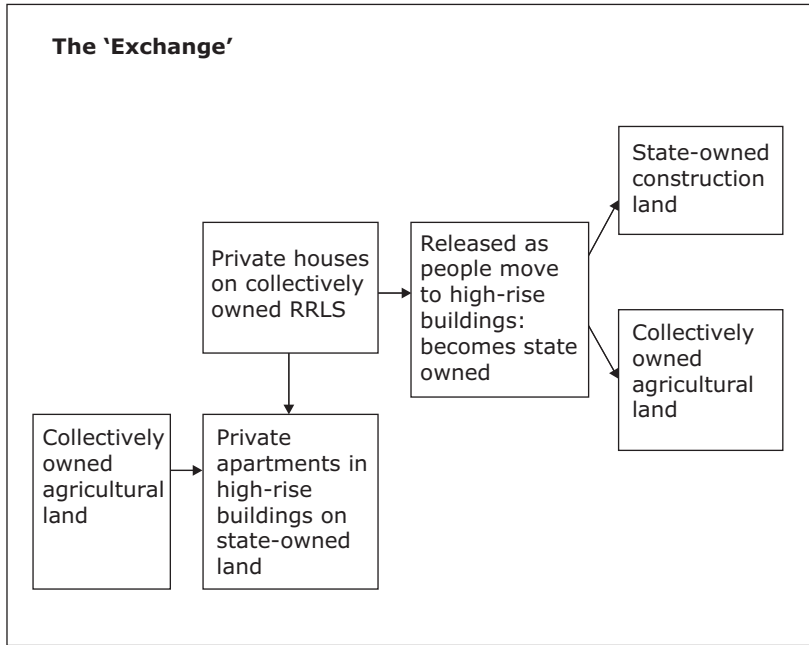 The ‘Exchange’
State-owned
construction
land
Private houses
on collectively
owned RRLS
Released as
people move
to high-rise
buildings:
becomes state
owned
Collectively
owned
agricultural
land
Collectively
owned
agricultural
land
Private
apartments in
high-rise
buildings on
state-owned
land